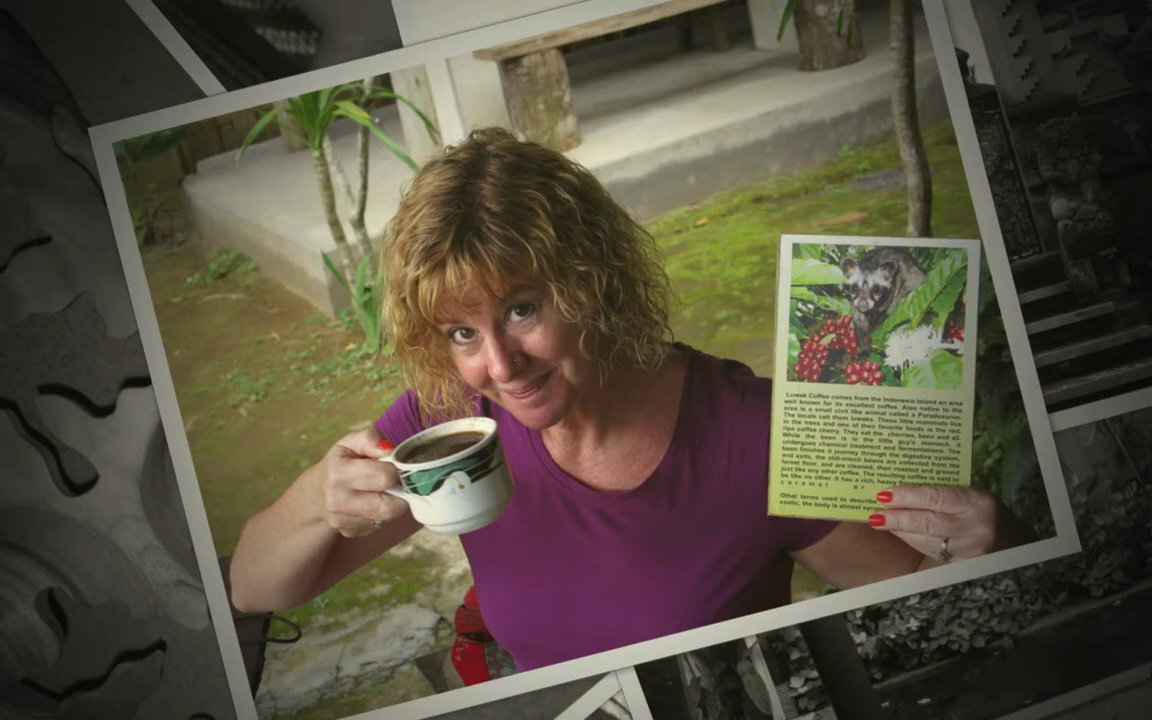 Luwak Coffee comes from the Indonesia Island an area
well known for its excellent coffee. Also native to the
area is a small civit like animal called a Paradoxurus.
The locals call them luwaks. These little mammals live
in the trees and one of their favorite foods is the red,
ripe coffee cherry. They eat the cherries, been and all.
While the bean is in the little guy's stomach, it
undergoes chemical treatment and fermentations. The
bean finishes it journey through the digestive system,
and exits, the still-intech beans are collected from the
forest floor, and are cleaned, then roasted and ground
just like any other coffee. The resulting coffee is said to
be like no other. It has a rich, heavy
caramel or
Other terms used to describe
exotic, the body is almost